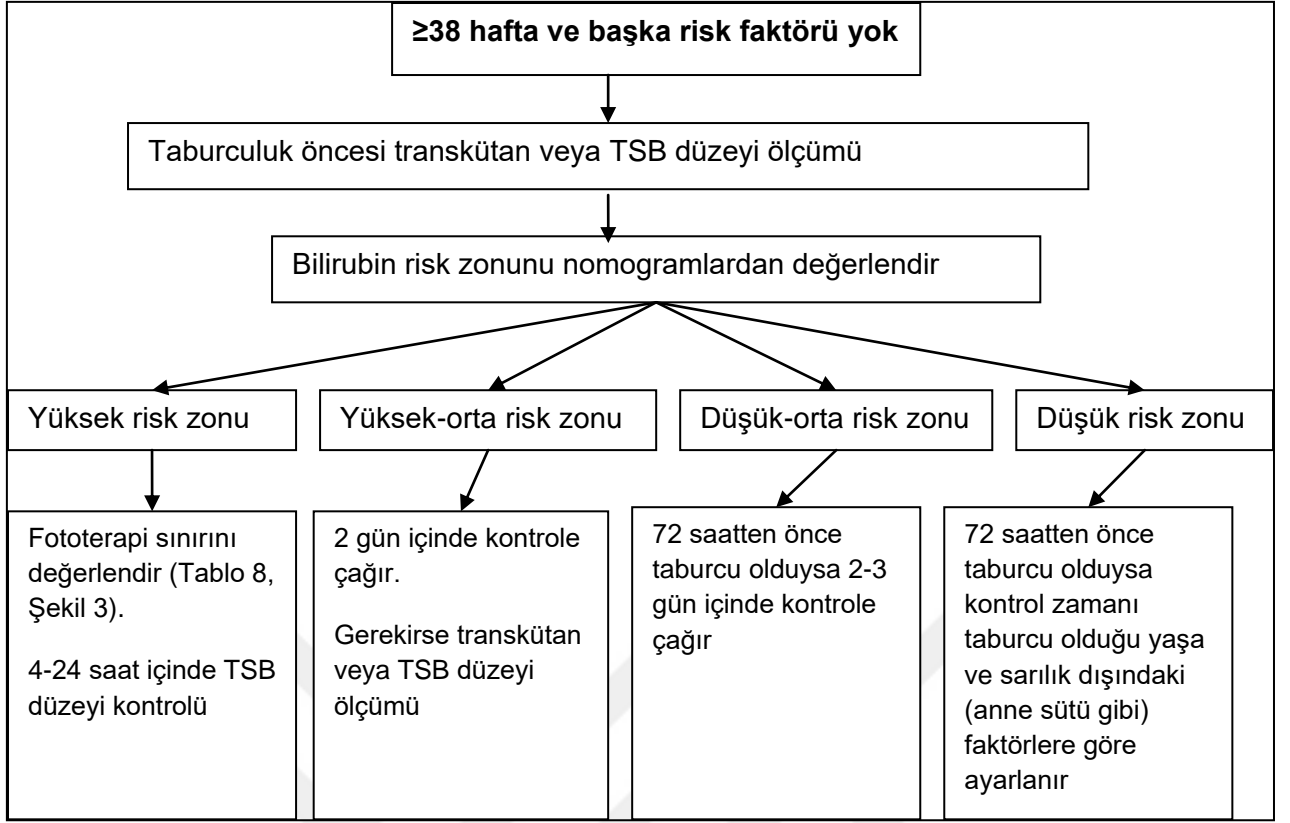 ≥38 hafta ve başka risk faktörü yok
Taburculuk öncesi transkütan veya TSB düzeyi ölçümü
Bilirubin risk zonunu nomogramlardan değerlendir
Yüksek risk zonu
Yüksek-orta risk zonu
Düşük-orta risk zonu
Düşük risk zonu
Fototerapi sınırını
değerlendir (Tablo 8,
Şekil 3).
4-24 saat içinde TSB
düzeyi kontrolü
2 gün içinde kontrole
çağır.
Gerekirse transkütan
veya TSB düzeyi
ölçümü
72 saatten önce
taburcu olduysa 2-3
gün içinde kontrole
çağır
72 saatten önce
taburcu olduysa
kontrol zamanı
taburcu olduğu yaşa
ve sarılık dışındaki
(anne sütü gibi)
faktörlere göre
ayarlanır